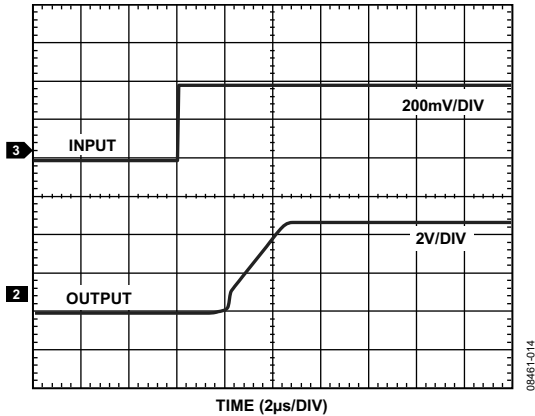 200mV/DIV
INPUT
3
2V/DIV
OUTPUT
2
TIME (2µs/DIV)
08461-014